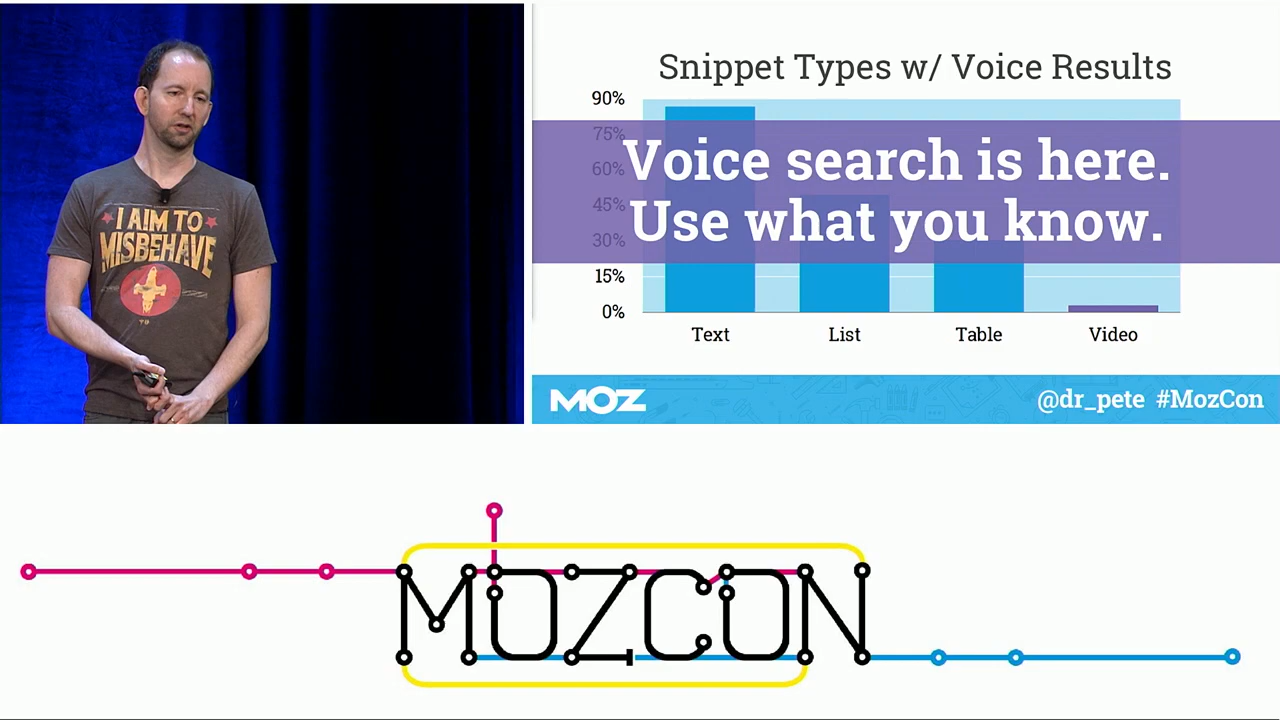 I AIM TO
MISBEHAVE
Snippet Types w/ Voice Results
90%
75%
60%
45%
30%
15%
0%
Voice search is here.
Use what you know.
Text
List
Table
Video
MOZ
@dr_pete #MozCon
MOZCON